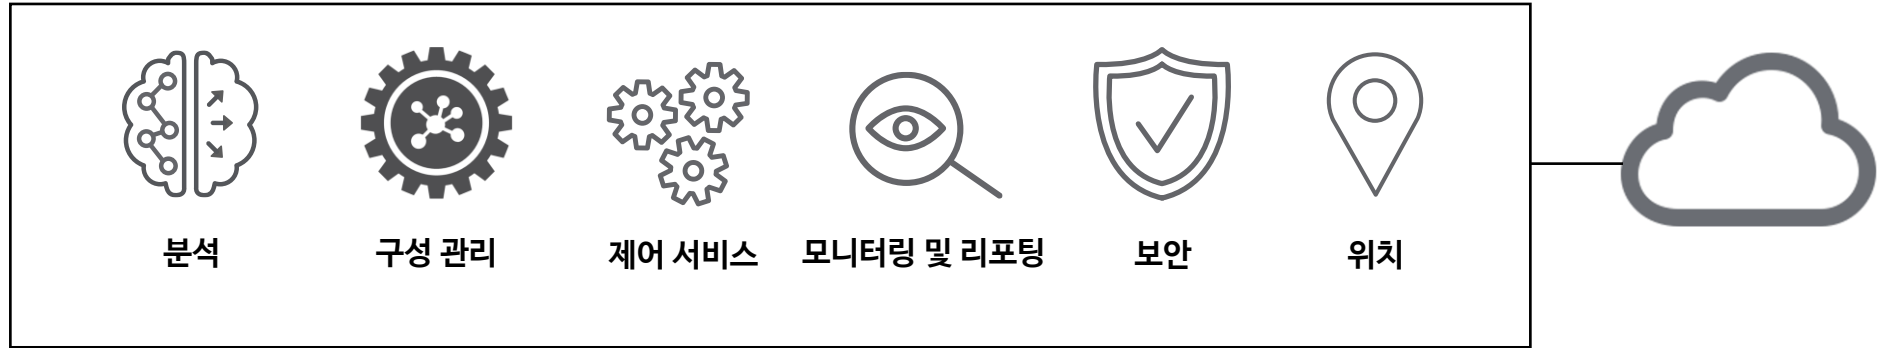 분석
구성 관리
제어 서비스
모니터링 및 리포팅
보안
위치